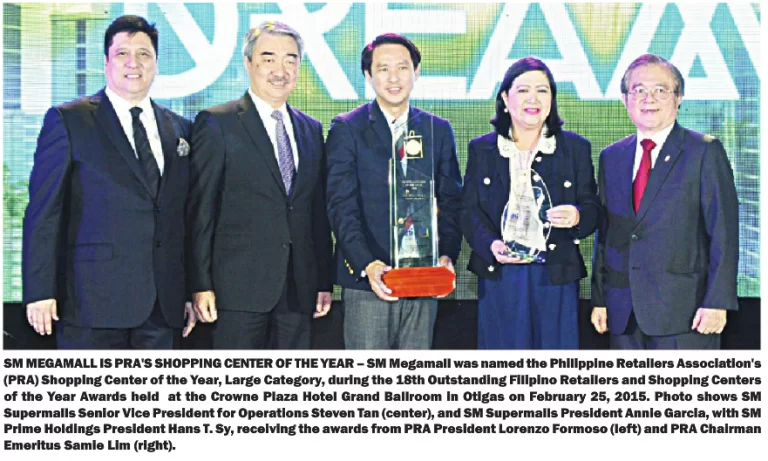 DREAM
SM MEGAMALL IS PRA'S SHOPPING CENTER OF THE YEAR – SM Megamall was named the Philippine Retailers Association's
(PRA) Shopping Center of the Year, Large Category, during the 18th Outstanding Filipino Retailers and Shopping Centers
of the Year Awards held at the Crowne Plaza Hotel Grand Ballroom in Otigas on February 25, 2015. Photo shows SM
Supermalls Senior Vice President for Operations Steven Tan (center), and SM Supermalls President Annie Garcia, with SM
Prime Holdings President Hans T. Sy, receiving the awards from PRA President Lorenzo Formoso (left) and PRA Chairman
Emeritus Samie Lim (right).